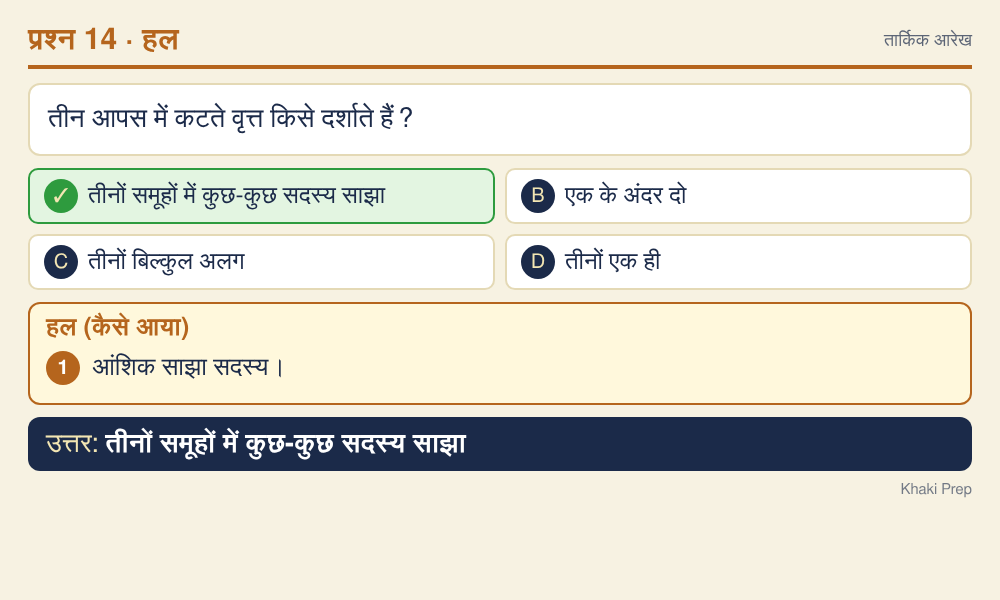 प्रश्न 14 · हल
तार्किक आरेख
तीन आपस में कटते वृत्त किसे दर्शाते हैं ?
✓ तीनों समूहों में कुछ-कुछ सदस्य साझा
B एक के अंदर दो
C तीनों बिल्कुल अलग
D तीनों एक ही
हल (कैसे आया)
1 आंशिक साझा सदस्य।
उत्तर: तीनों समूहों में कुछ-कुछ सदस्य साझा
Khaki Prep